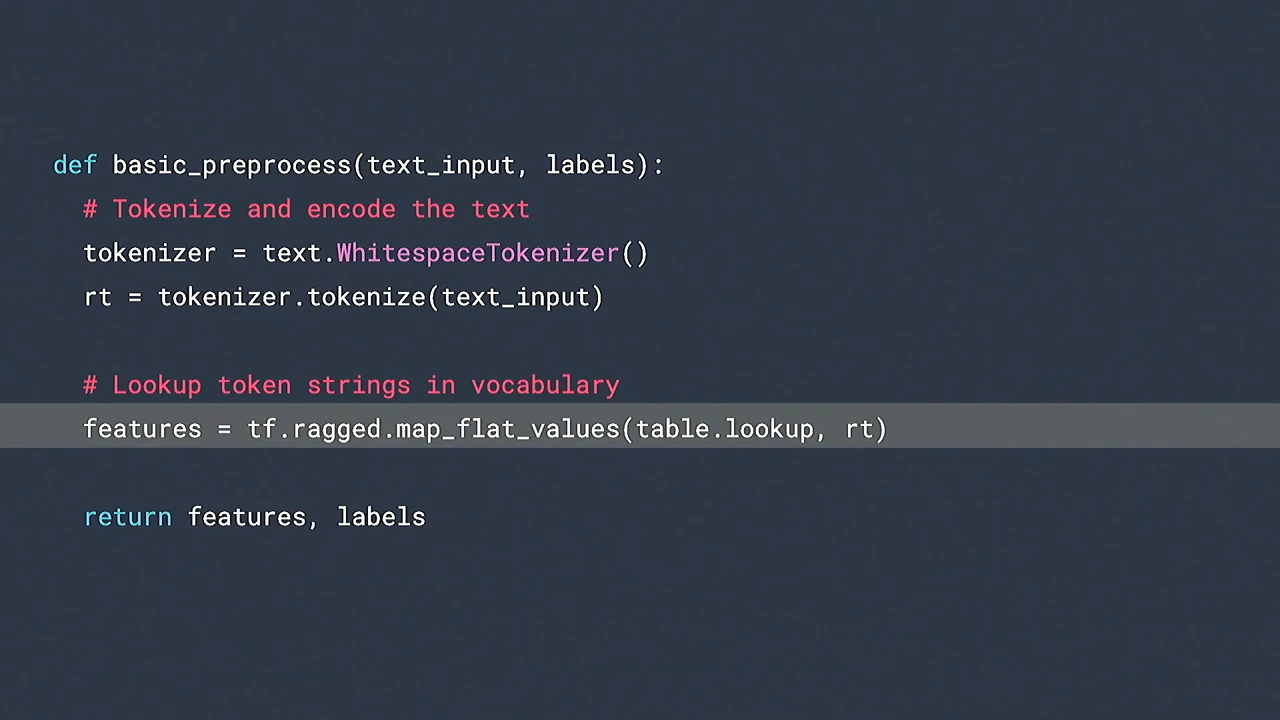 def basic_preprocess(text_input, labels):
  # Tokenize and encode the text
  tokenizer = text.WhitespaceTokenizer()
  rt = tokenizer.tokenize(text_input)
  # Lookup token strings in vocabulary
  features = tf.ragged.map_flat_values(table.lookup, rt)
  return features, labels